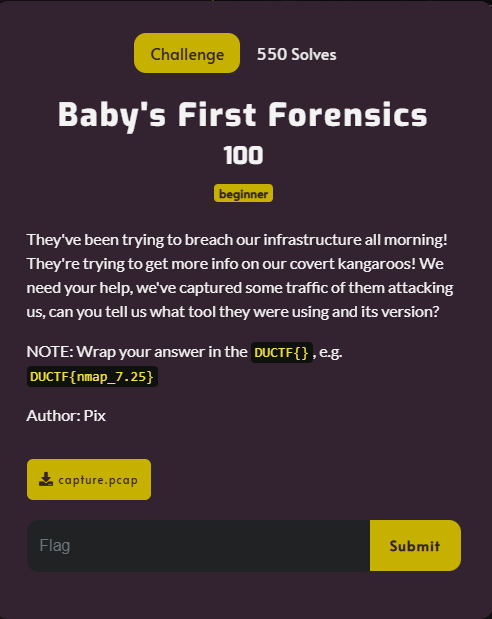 Challenge 550 Solves
Baby's First Forensics
100
beginner
They've been trying to breach our infrastructure all morning!
They're trying to get more info on our covert kangaroos! We
need your help, we've captured some traffic of them attacking
us, can you tell us what tool they were using and its version?
NOTE: Wrap your answer in the DUCTF{} , e.g.
DUCTF{nmap_7.25}
Author: Pix
capture.pcap
Flag
Submit